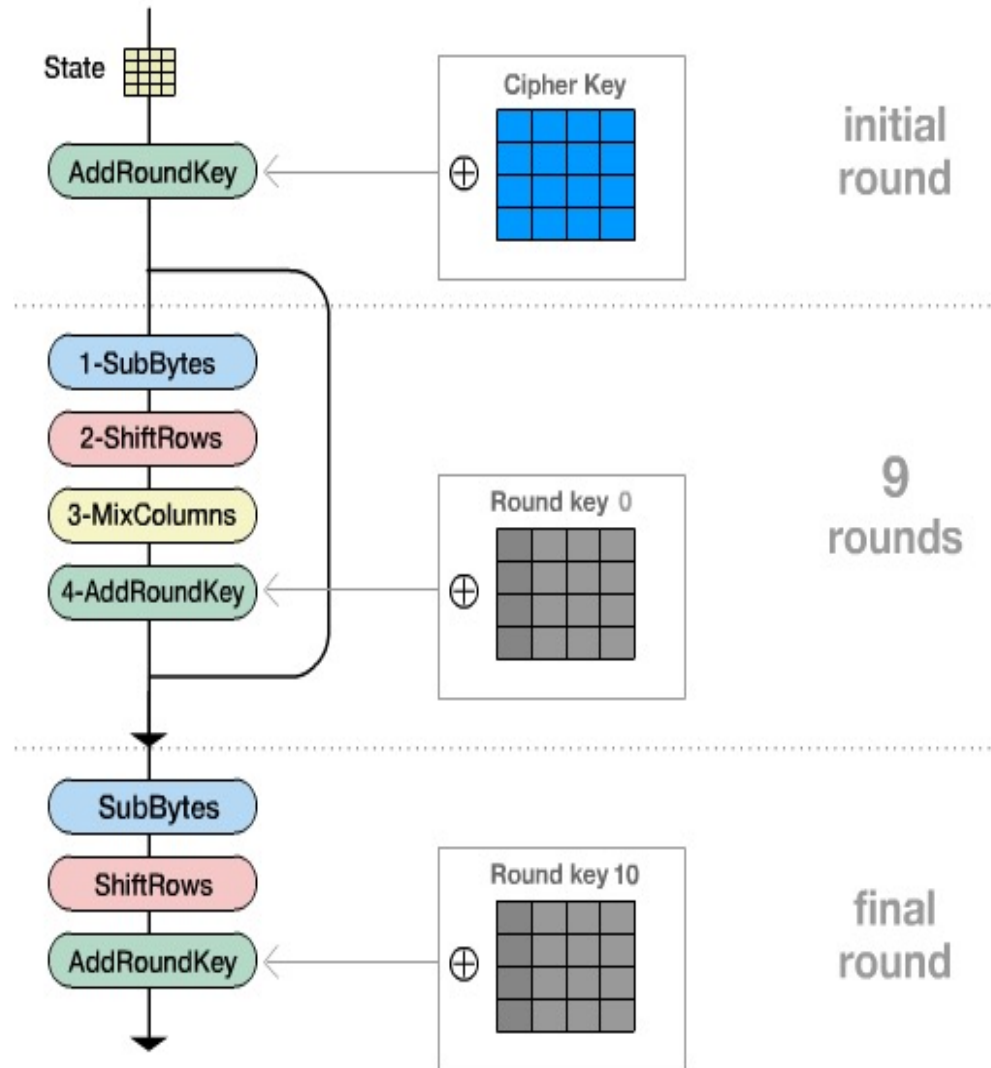 State
Cipher Key
AddRoundKey
initial
round
1-SubBytes
2-ShiftRows
3-MixColumns
4-AddRoundKey
Round key 0
9
rounds
SubBytes
ShiftRows
AddRoundKey
Round key 10
final
round